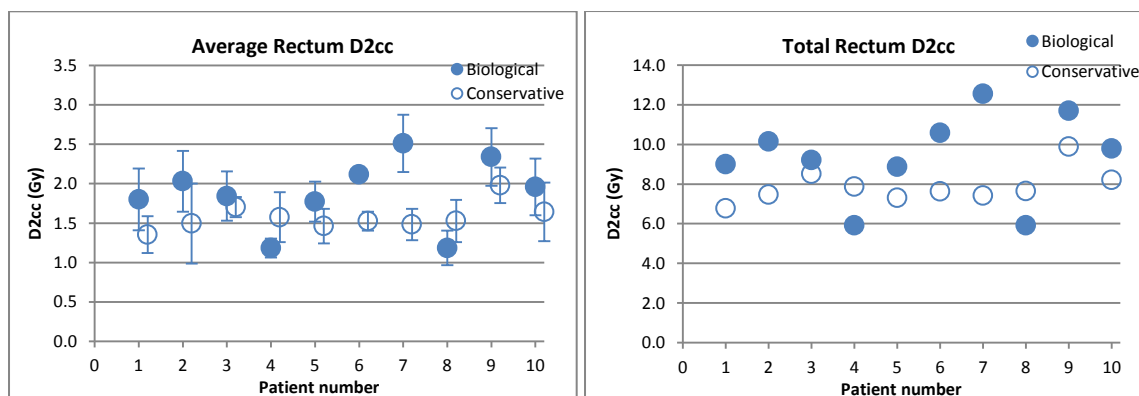 Average Rectum D2cc
Biological
Conservative
D2cc (Gy)
3.5
3.0
2.5
2.0
1.5
1.0
0.5
0.0
0 1 2 3 4 5 6 7 8 9 10
Patient number
Total Rectum D2cc
Biological
Conservative
D2cc (Gy)
14.0
12.0
10.0
8.0
6.0
4.0
2.0
0.0
0 1 2 3 4 5 6 7 8 9 10
Patient number